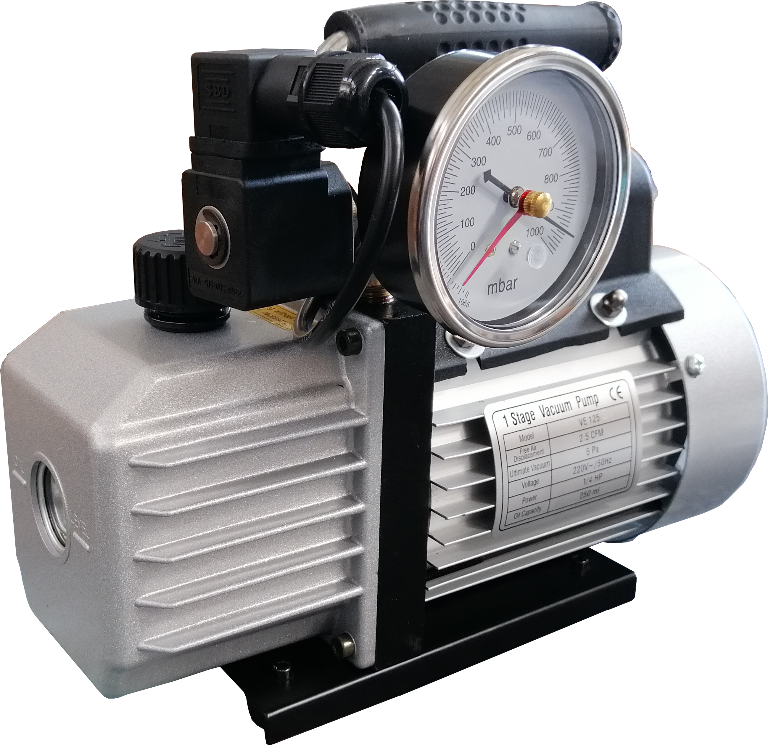 500
400
600
300
700
200
800
100
1000
0
mbar
1 Stage Vacuum Pump CE
Model VE 125
Free Air Displacement 2.5 CFM
Ultimate Vacuum 5 Pa
Voltage 220V~/50Hz
Power 1/4 HP
Oil Capacity 250 ml